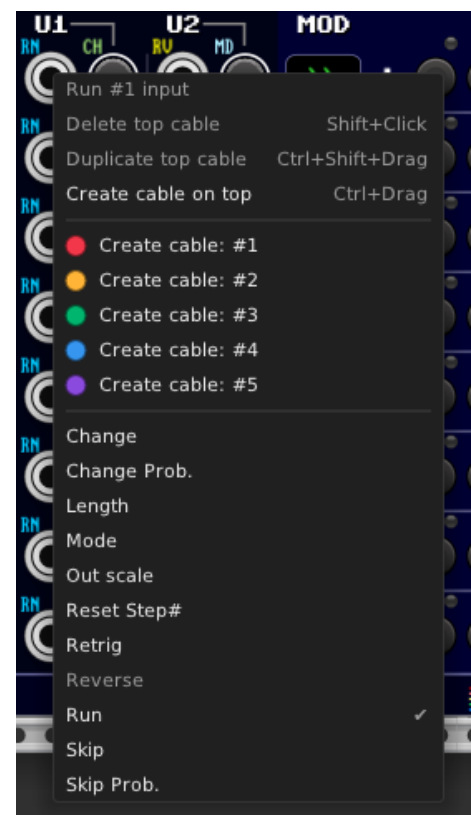 U1 U2 MOD
RN CH RV MD
Run #1 input
RN
Delete top cable Shift+Click
Duplicate top cable Ctrl+Shift+Drag
Create cable on top Ctrl+Drag
RN
Create cable: #1
Create cable: #2
RN
Create cable: #3
Create cable: #4
RN
Create cable: #5
Change
RN
Change Prob.
Length
RN
Mode
Out scale
RN
Reset Step#
Retrig
Reverse
Run ✔
Skip
Skip Prob.